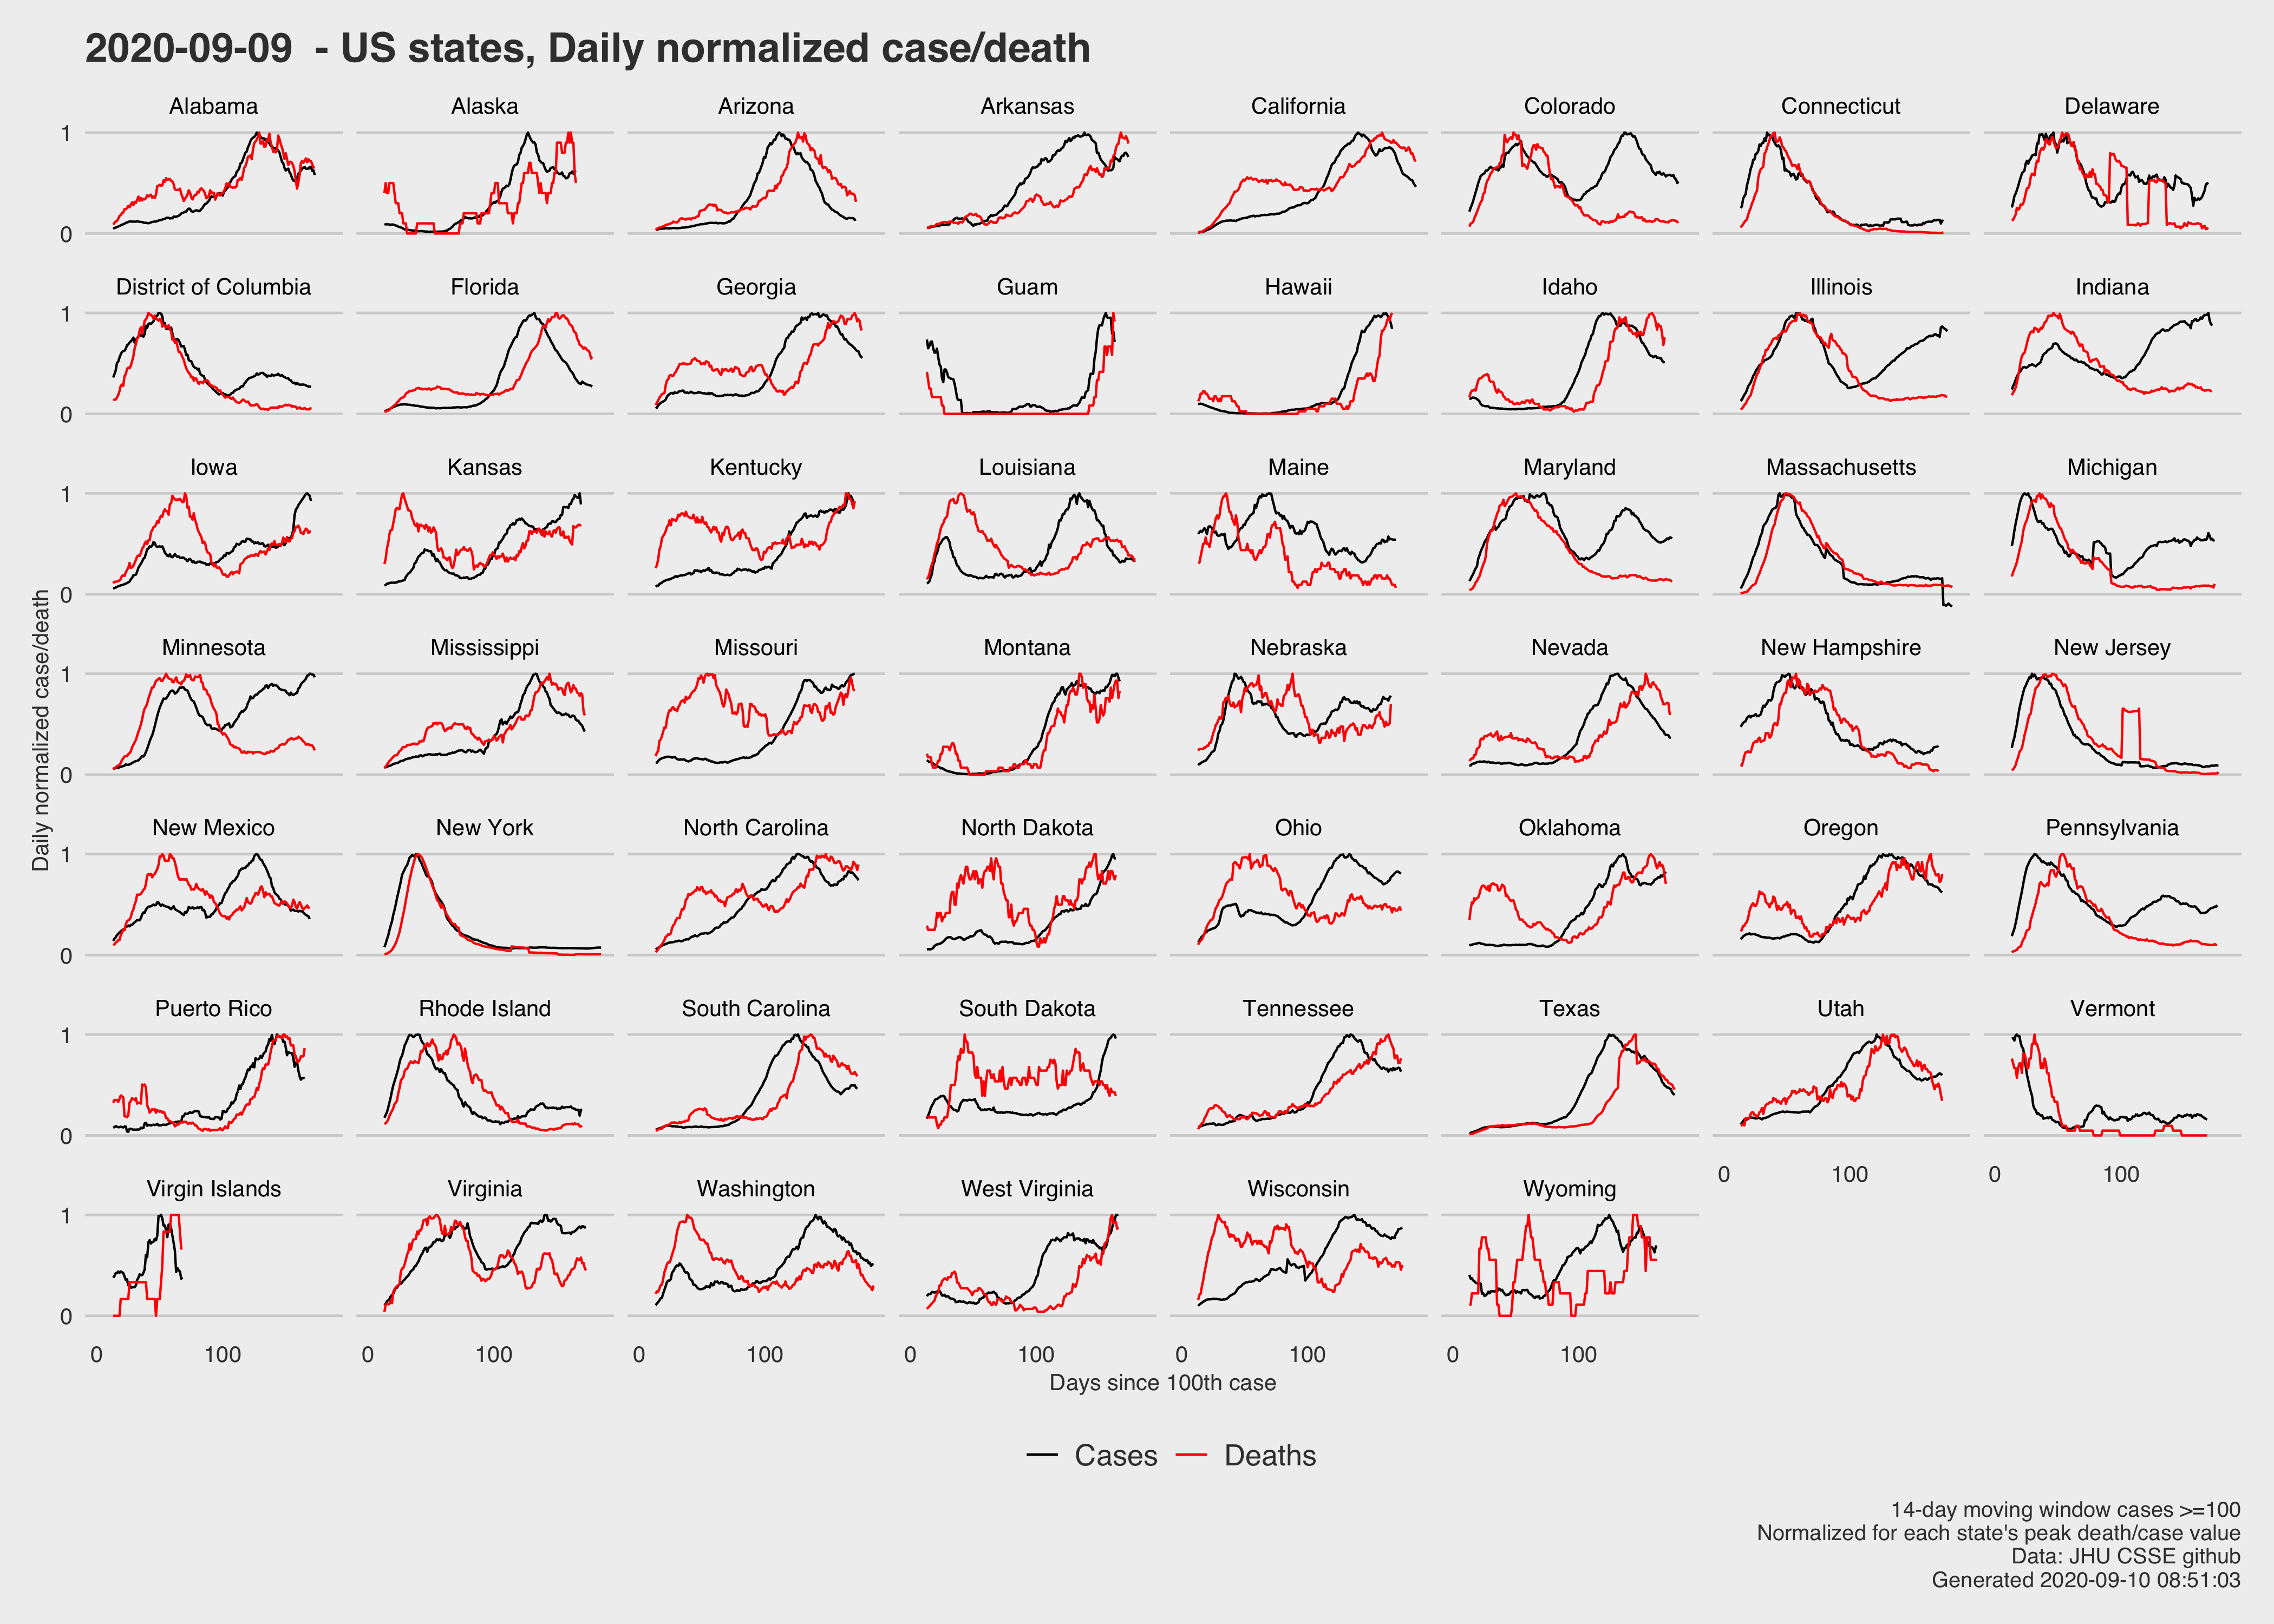 2020-09-09  - US states, Daily normalized case/death
Alabama Alaska Arizona Arkansas California Colorado Connecticut Delaware
1
0
District of Columbia Florida Georgia Guam Hawaii Idaho Illinois Indiana
1
0
Iowa Kansas Kentucky Louisiana Maine Maryland Massachusetts Michigan
1
0
Daily normalized case/death
Minnesota Mississippi Missouri Montana Nebraska Nevada New Hampshire New Jersey
1
0
New Mexico New York North Carolina North Dakota Ohio Oklahoma Oregon Pennsylvania
1
0
Puerto Rico Rhode Island South Carolina South Dakota Tennessee Texas Utah Vermont
1
0
0 100 0 100
Virgin Islands Virginia Washington West Virginia Wisconsin Wyoming
1
0
0 100 0 100 0 100 0 100 0 100 0 100
Days since 100th case
Cases Deaths
14-day moving window cases >=100
Normalized for each state's peak death/case value
Data: JHU CSSE github
Generated 2020-09-10 08:51:03